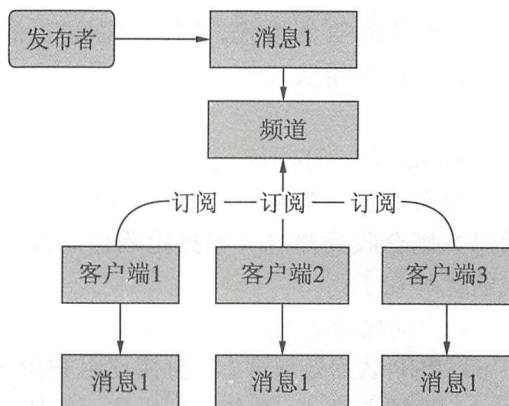 发布者
消息1
频道
订阅 订阅 订阅
客户端1 客户端2 客户端3
消息1 消息1 消息1